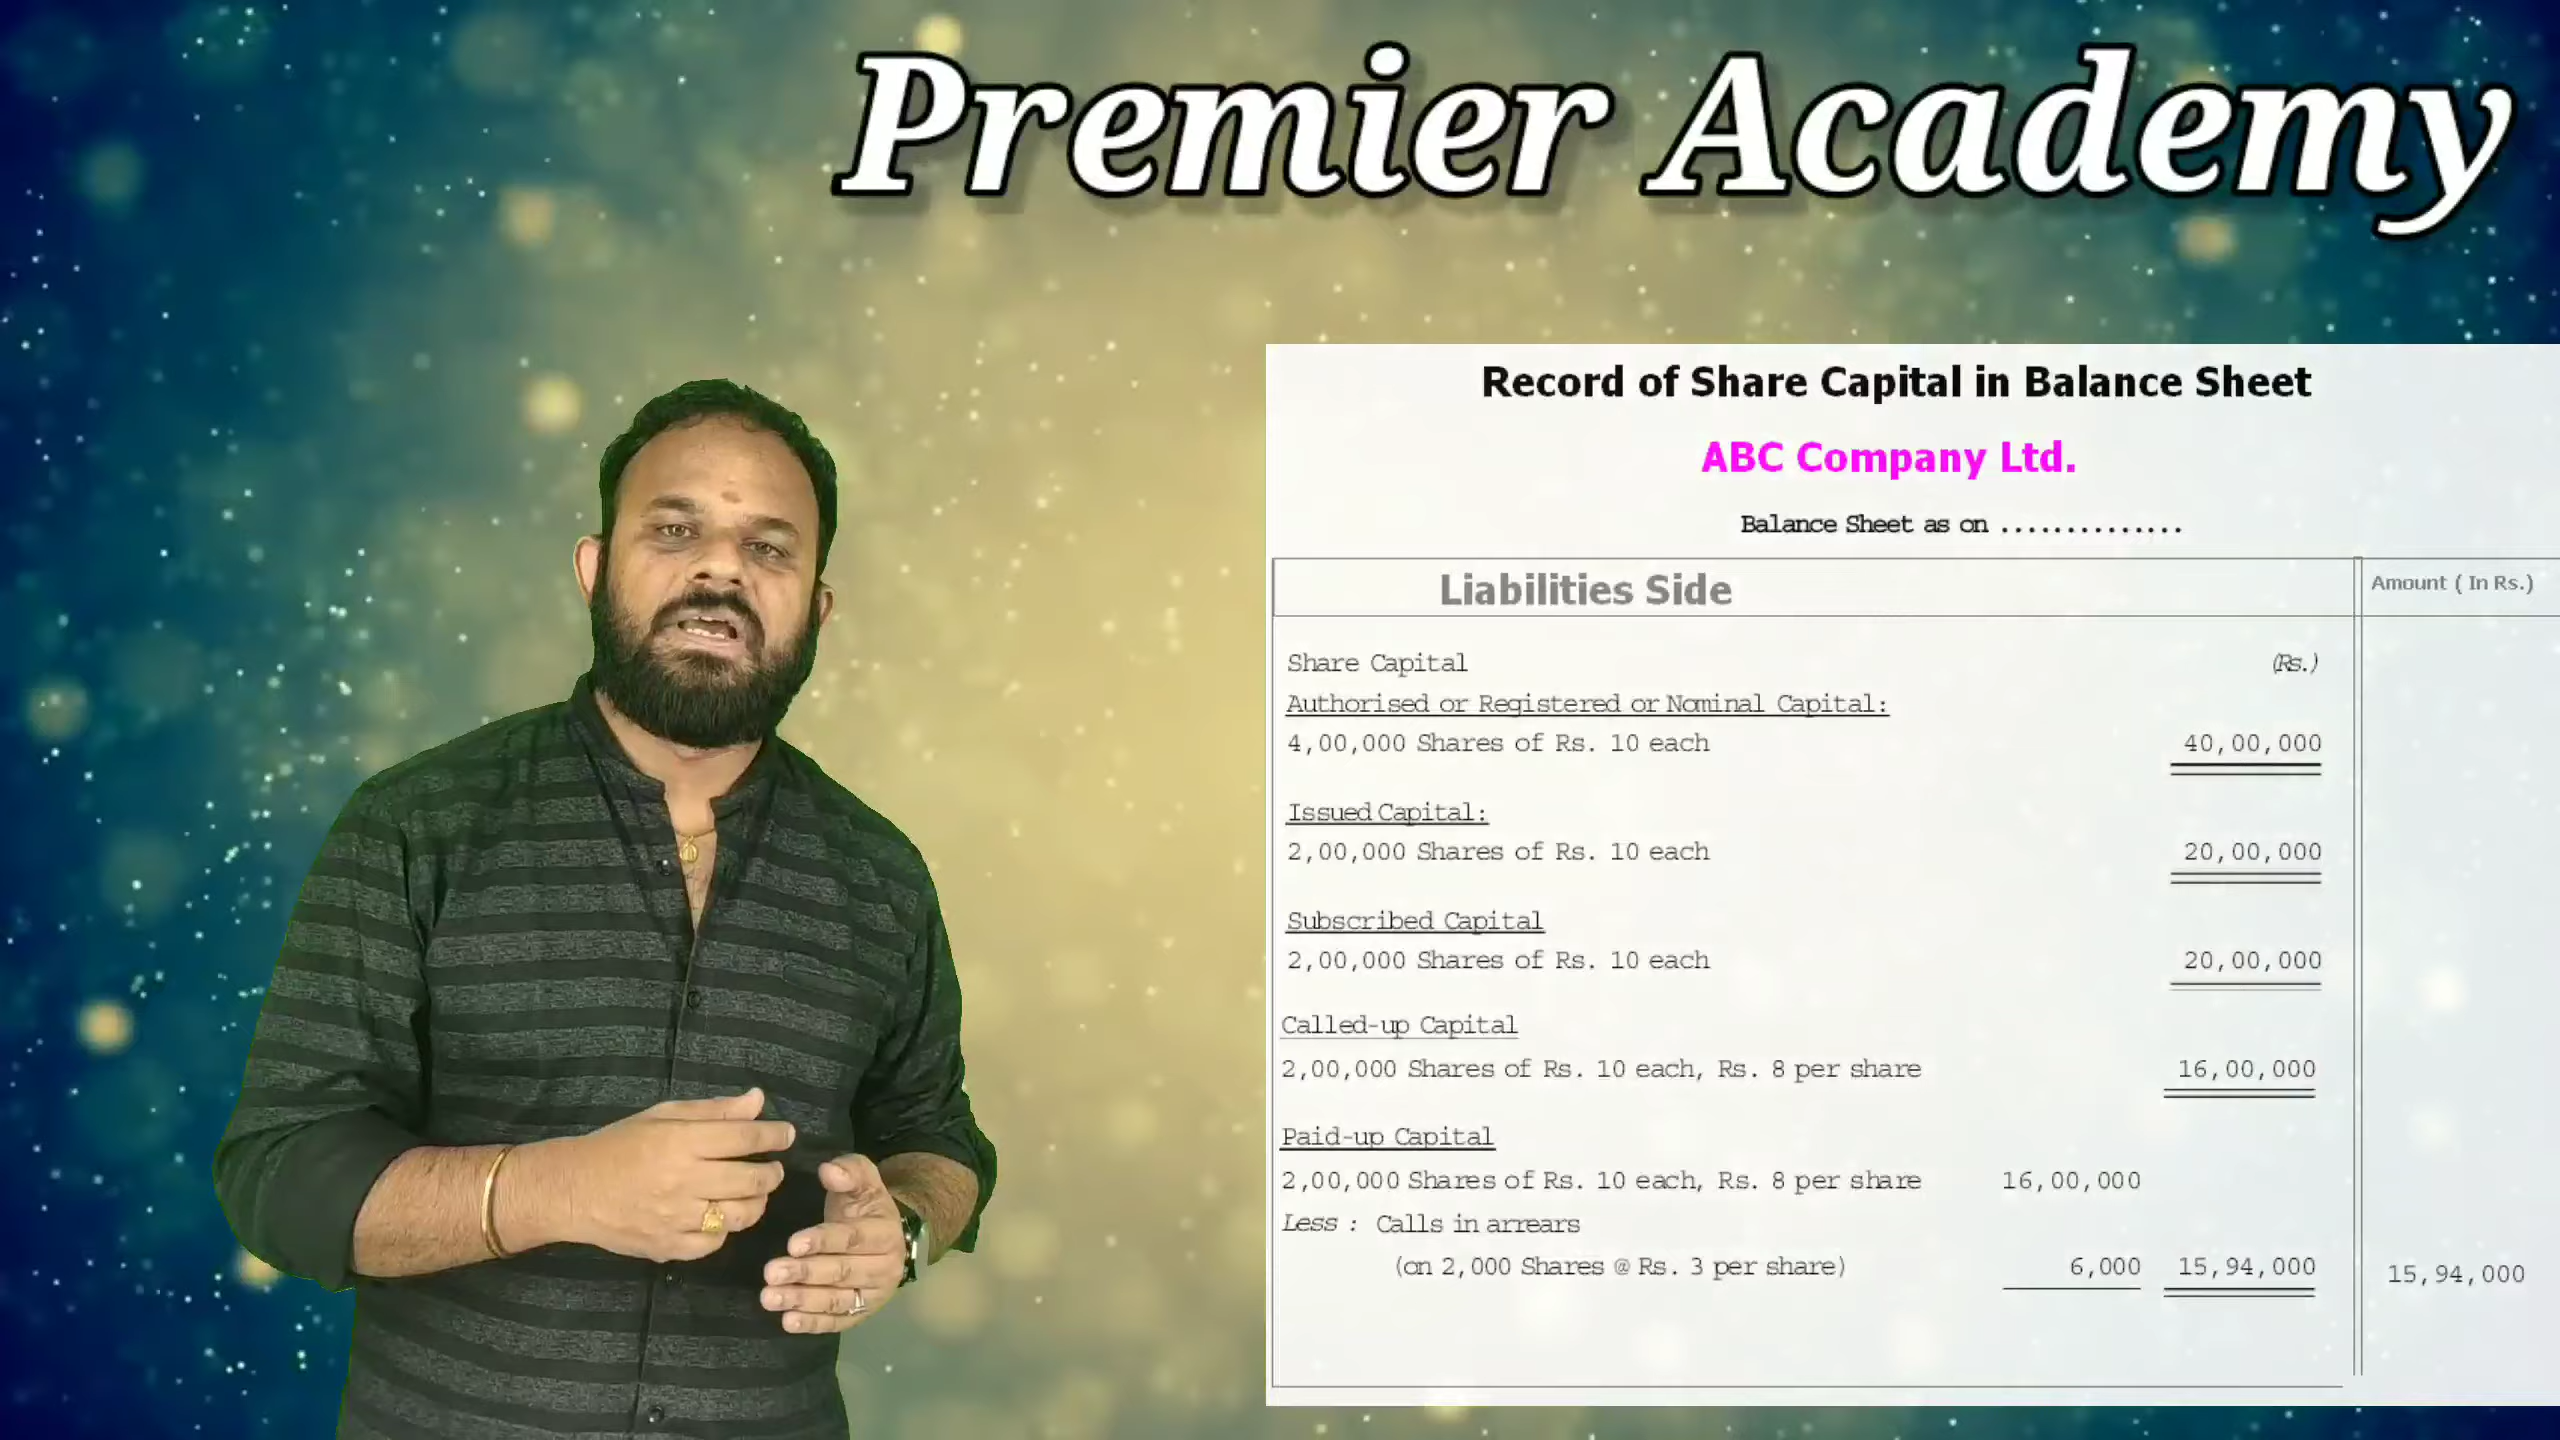 Premier Academy
Record of Share Capital in Balance Sheet
ABC Company Ltd.
Balance Sheet as on ..............
Liabilities Side Amount ( In Rs.)
Share Capital (Rs.)
Authorised or Registered or Nominal Capital:
4,00,000 Shares of Rs. 10 each 40,00,000
Issued Capital:
2,00,000 Shares of Rs. 10 each 20,00,000
Subscribed Capital
2,00,000 Shares of Rs. 10 each 20,00,000
Called-up Capital
2,00,000 Shares of Rs. 10 each, Rs. 8 per share 16,00,000
Paid-up Capital
2,00,000 Shares of Rs. 10 each, Rs. 8 per share 16,00,000
Less : Calls in arrears
(on 2,000 Shares @ Rs. 3 per share) 6,000 15,94,000 15,94,000